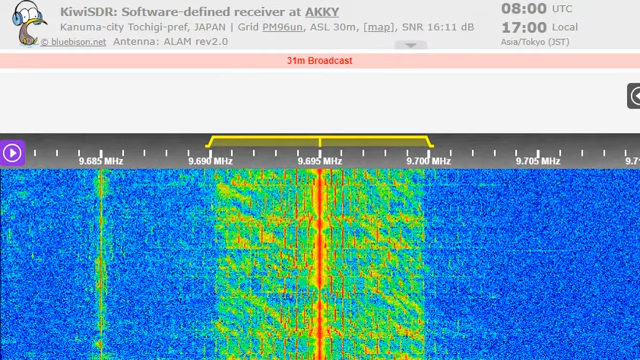 KiwiSDR: Software-defined receiver at AKKY
Kanuma-city Tochigi-pref, JAPAN | Grid PM96un, ASL 30m, [map], SNR 16:11 dB
© bluebison.net Antenna: ALAM rev2.0
08:00 UTC
17:00 Local
Asia/Tokyo (JST)
31m Broadcast
9.685 MHz 9.690 MHz 9.695 MHz 9.700 MHz 9.705 MHz